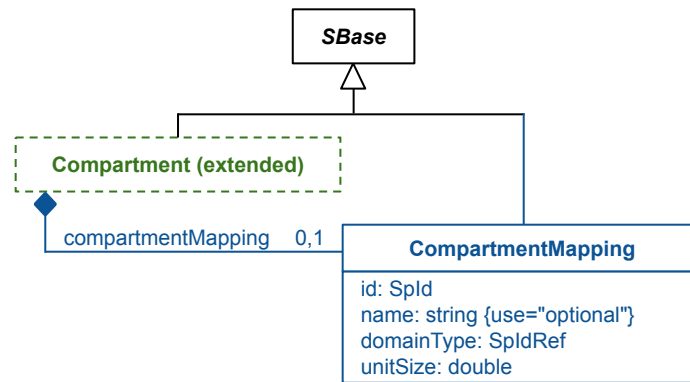 SBase
Compartment (extended)
compartmentMapping 0,1
CompartmentMapping
id: SpId
name: string {use="optional"}
domainType: SpIdRef
unitSize: double